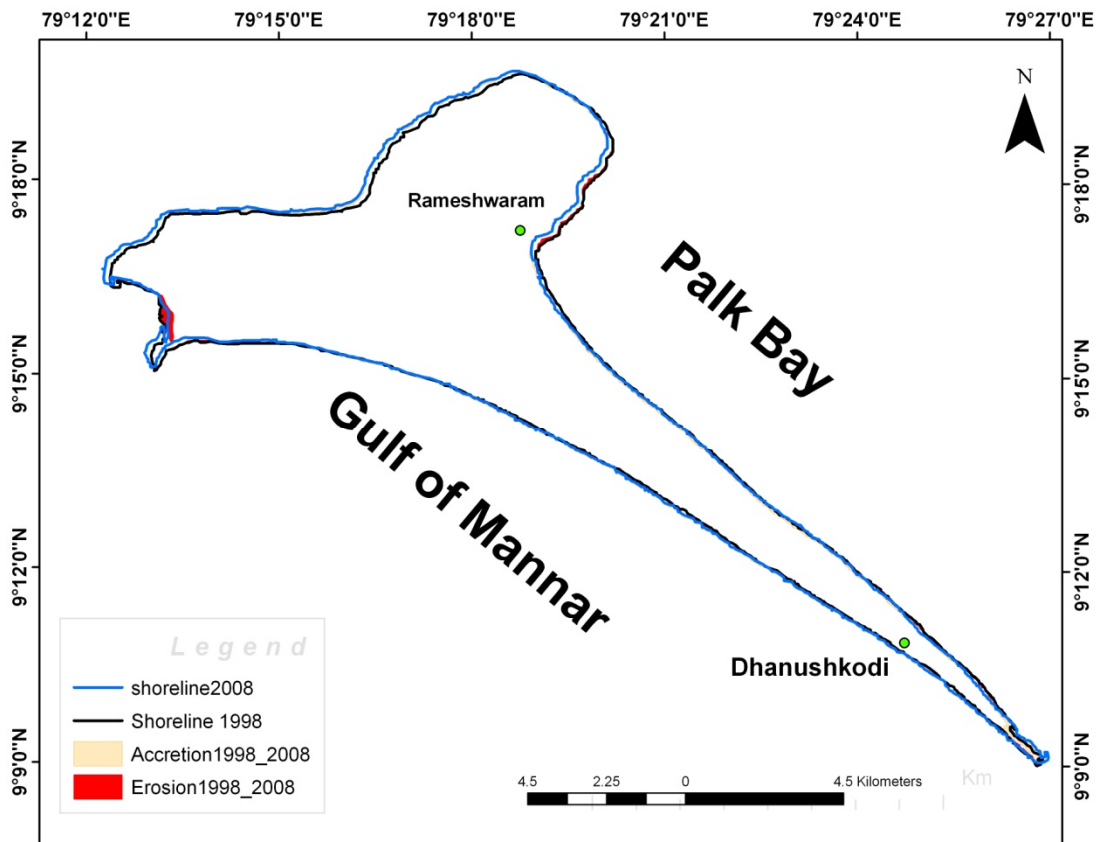 79°12'0"E 79°15'0"E 79°18'0"E 79°21'0"E 79°24'0"E 79°27'0"E
N
9°18'0"N
9°18'0"N
Rameshwaram
Palk Bay
9°15'0"N
9°15'0"N
Gulf of Mannar
9°12'0"N
9°12'0"N
Dhanushkodi
Legend
shoreline2008
Shoreline 1998
Accretion1998_2008
Erosion1998_2008
9°9'0"N
9°9'0"N
4.5 2.25 0 4.5 Kilometers
Km